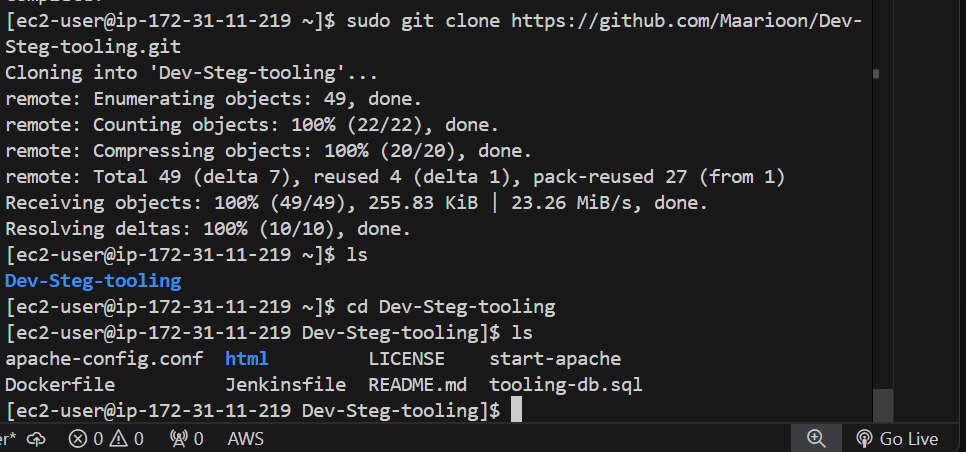 [ec2-user@ip-172-31-11-219 ~]$ sudo git clone https://github.com/Maarioon/Dev-
Steg-tooling.git
Cloning into 'Dev-Steg-tooling'...
remote: Enumerating objects: 49, done.
remote: Counting objects: 100% (22/22), done.
remote: Compressing objects: 100% (20/20), done.
remote: Total 49 (delta 7), reused 4 (delta 1), pack-reused 27 (from 1)
Receiving objects: 100% (49/49), 255.83 KiB | 23.26 MiB/s, done.
Resolving deltas: 100% (10/10), done.
[ec2-user@ip-172-31-11-219 ~]$ ls
Dev-Steg-tooling
[ec2-user@ip-172-31-11-219 ~]$ cd Dev-Steg-tooling
[ec2-user@ip-172-31-11-219 Dev-Steg-tooling]$ ls
apache-config.conf  html         LICENSE    start-apache
Dockerfile          Jenkinsfile  README.md  tooling-db.sql
[ec2-user@ip-172-31-11-219 Dev-Steg-tooling]$
er* 0 0 0 AWS Go Live